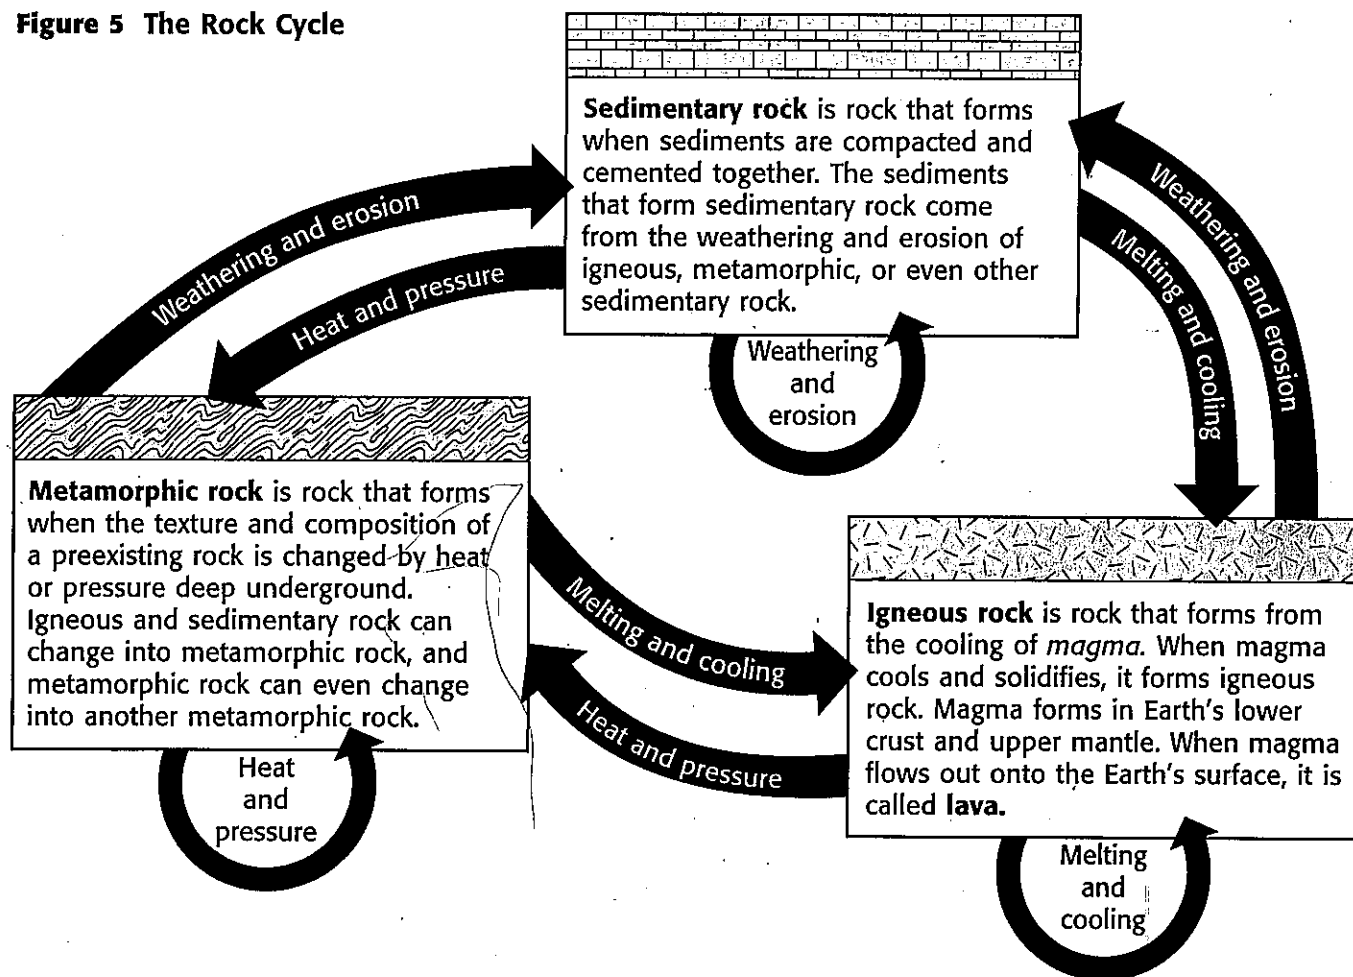 Figure 5 The Rock Cycle
Sedimentary rock is rock that forms
when sediments are compacted and
cemented together. The sediments
that form sedimentary rock come
from the weathering and erosion of
igneous, metamorphic, or even other
sedimentary rock.
Weathering and erosion
Heat and pressure
Weathering and erosion
Melting and cooling
Weathering
and
erosion
Metamorphic rock is rock that forms
when the texture and composition of
a preexisting rock is changed by heat
or pressure deep underground.
Igneous and sedimentary rock can
change into metamorphic rock, and
metamorphic rock can even change
into another metamorphic rock.
Melting and cooling
Heat and pressure
Heat
and
pressure
Igneous rock is rock that forms from
the cooling of magma. When magma
cools and solidifies, it forms igneous
rock. Magma forms in Earth's lower
crust and upper mantle. When magma
flows out onto the Earth's surface, it is
called lava.
Melting
and
cooling